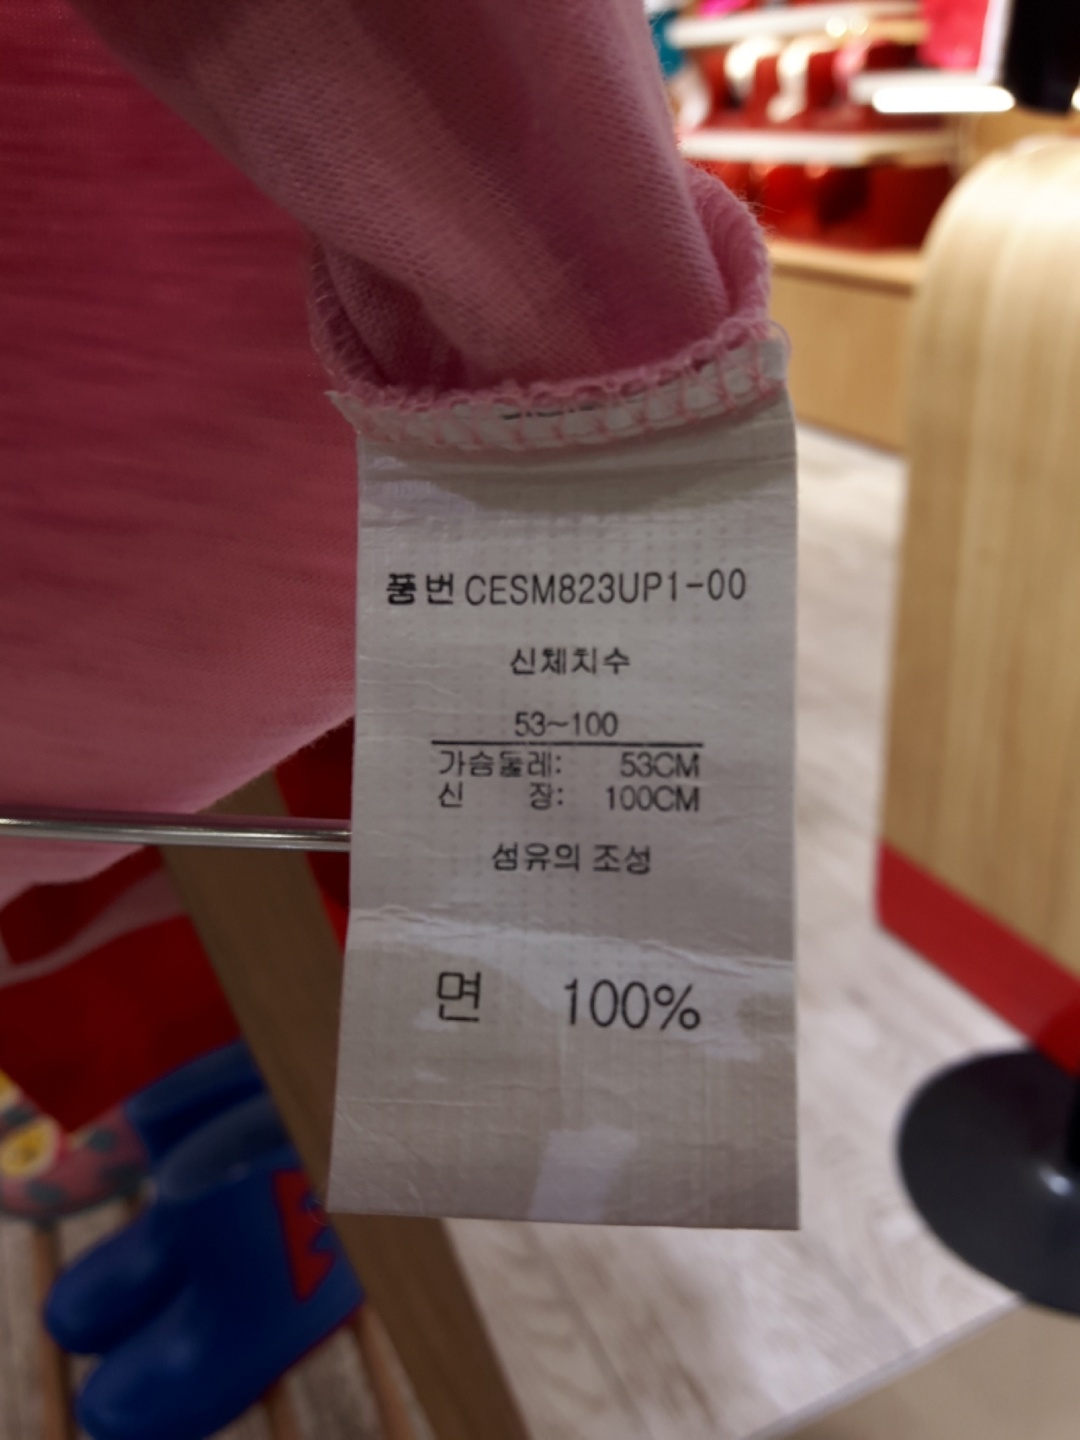 품번 CESM823UP1-00
신체치수
53~100
가슴둘레: 53CM
신 장: 100CM
섬유의 조성
면 100%